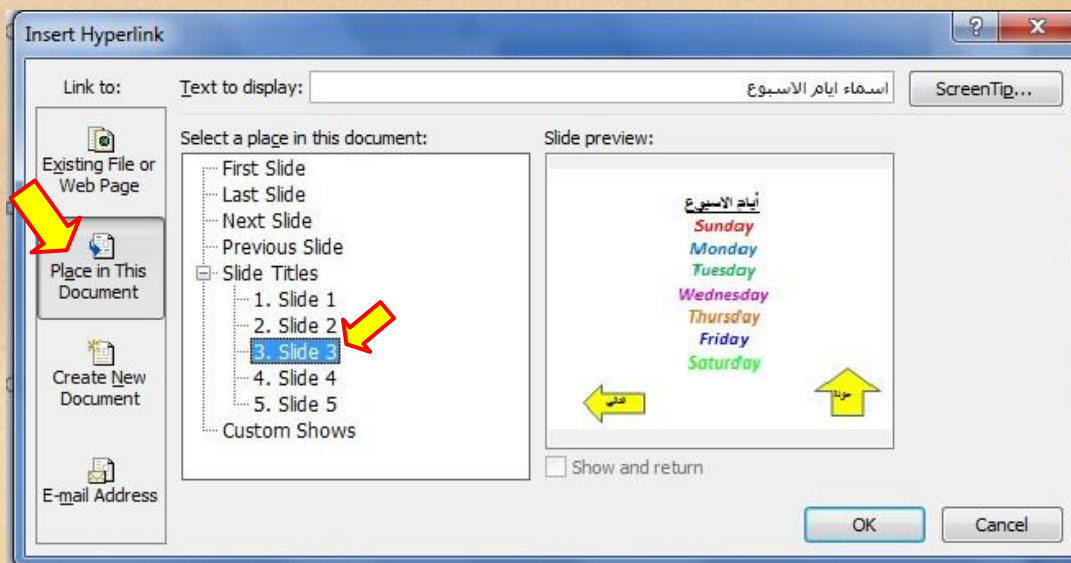 Insert Hyperlink
Link to:
Text to display:
اسماء ايام الاسبوع
ScreenTip...
Existing File or
Web Page
Place in This
Document
Create New
Document
E-mail Address
Select a place in this document:
First Slide
Last Slide
Next Slide
Previous Slide
Slide Titles
1. Slide 1
2. Slide 2
3. Slide 3
4. Slide 4
5. Slide 5
Custom Shows
Slide preview:
أيام الاسبوع
Sunday
Monday
Tuesday
Wednesday
Thursday
Friday
Saturday
التالي
Show and return
OK
Cancel